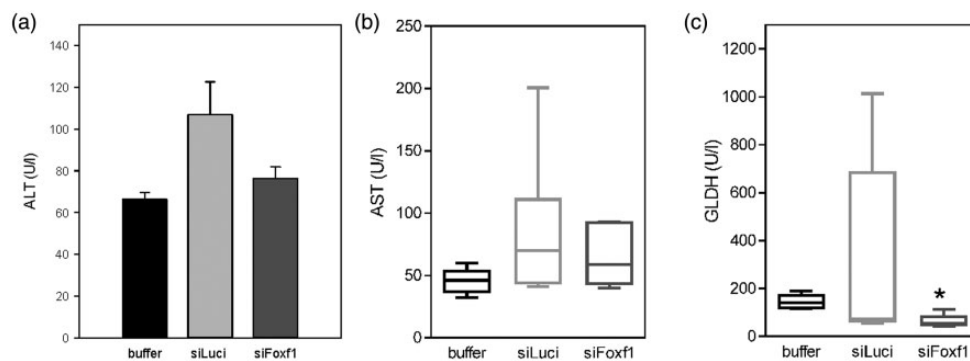 (a)
140
120
100
80
60
40
20
0
ALT (U/l)
buffer siLuci siFoxf1
(b)
250
200
150
100
50
0
AST (U/l)
buffer siLuci siFoxf1
(c)
1200
1000
800
600
400
200
0
GLDH (U/l)
*
buffer siLuci siFoxf1